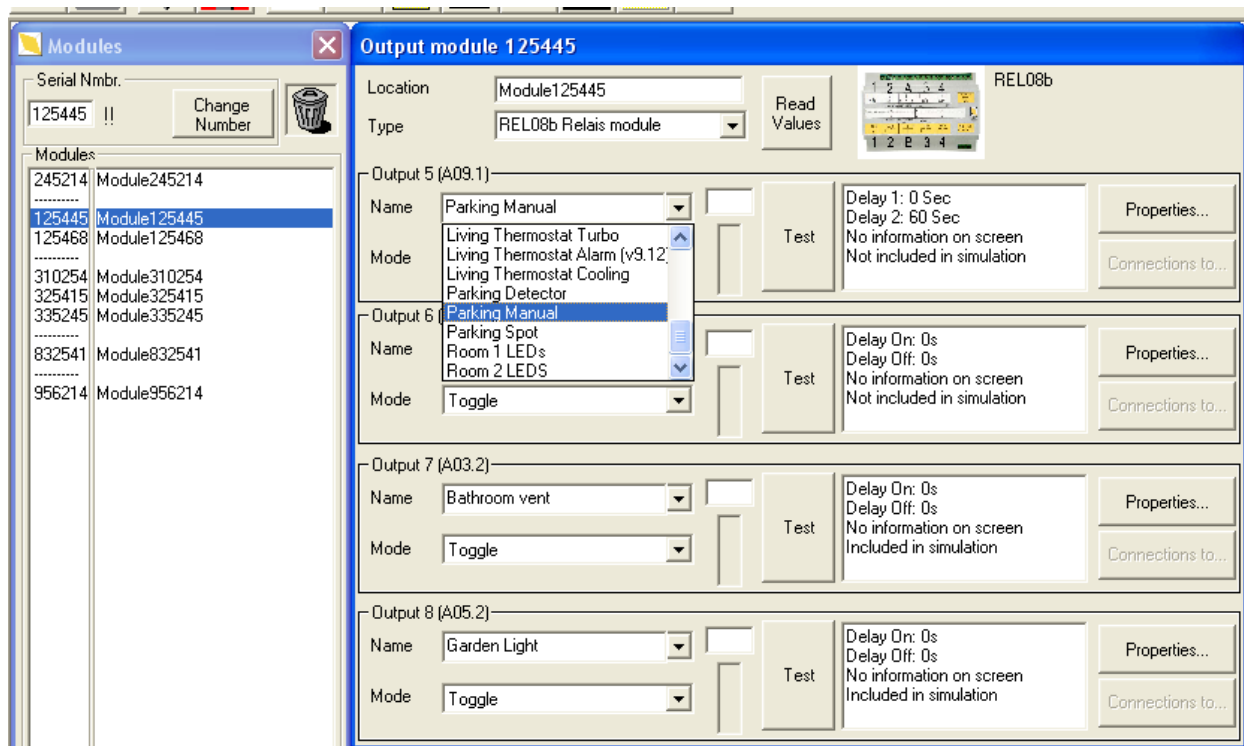 Modules
Serial Nmbr.
125445 !!
Change
Number
Modules
245214 Module245214
----------
125445 Module125445
125468 Module125468
----------
310254 Module310254
325415 Module325415
335245 Module335245
----------
832541 Module832541
----------
956214 Module956214
Output module 125445
Location Module125445
Type REL08b Relais module
Read
Values
1 2 A 3 4
1 2 B 3 4
REL08b
Output 5 (A09.1)
Name Parking Manual
Mode
Living Thermostat Turbo
Living Thermostat Alarm (v9.12)
Living Thermostat Cooling
Parking Detector
Parking Manual
Parking Spot
Room 1 LEDs
Room 2 LEDS
Test
Delay 1: 0 Sec
Delay 2: 60 Sec
No information on screen
Not included in simulation
Properties...
Connections to...
Output 6 (
Name
Mode Toggle
Test
Delay On: 0s
Delay Off: 0s
No information on screen
Not included in simulation
Properties...
Connections to...
Output 7 (A03.2)
Name Bathroom vent
Mode Toggle
Test
Delay On: 0s
Delay Off: 0s
No information on screen
Included in simulation
Properties...
Connections to...
Output 8 (A05.2)
Name Garden Light
Mode Toggle
Test
Delay On: 0s
Delay Off: 0s
No information on screen
Included in simulation
Properties...
Connections to...